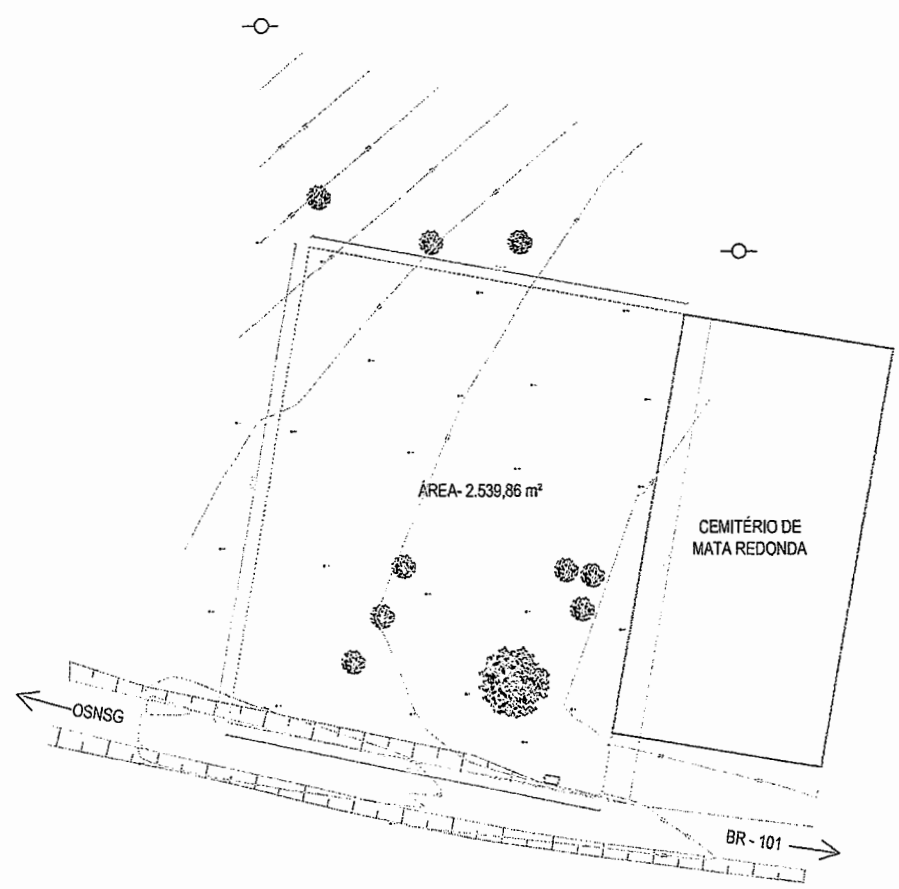 ÁREA- 2.539,86 m²
CEMITÉRIO DE
MATA REDONDA
OSNSG
BR - 101